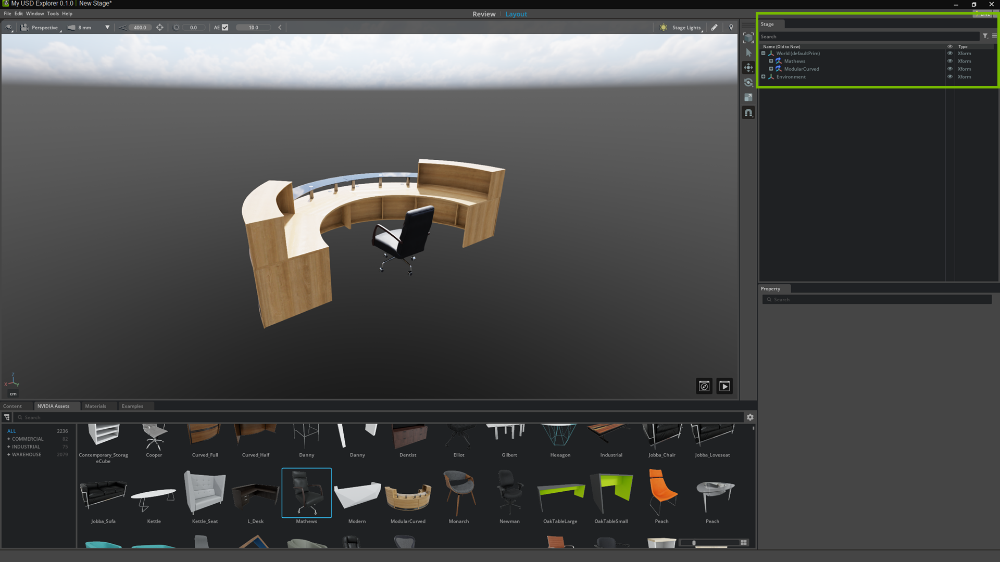 My USD Explorer 0.1.0 | New Stage*
File Edit Window Tools Help
Review | Layout
LIVE
Perspective 8 mm 400.0 0.0 AE 10.0 Stage Lights
Stage
Search
Name (Old to New) Type
World (defaultPrim) Xform
Mathews Xform
ModularCurved Xform
Environment Xform
Property
Search
Z
X Y
cm
Content NVIDIA Assets Materials Examples
Search
ALL 2236
+ COMMERCIAL 82
+ INDUSTRIAL 75
+ WAREHOUSE 2079
Contemporary_Storag Cooper Curved_Full Curved_Half Danny Danny Dentist Elliot Gilbert Hexagon Industrial Jobba_Chair Jobba_Loveseat
eCube
Jobba_Sofa Kettle Kettle_Seat L_Desk Mathews Modern ModularCurved Monarch Newman OakTableLarge OakTableSmall Peach Peach